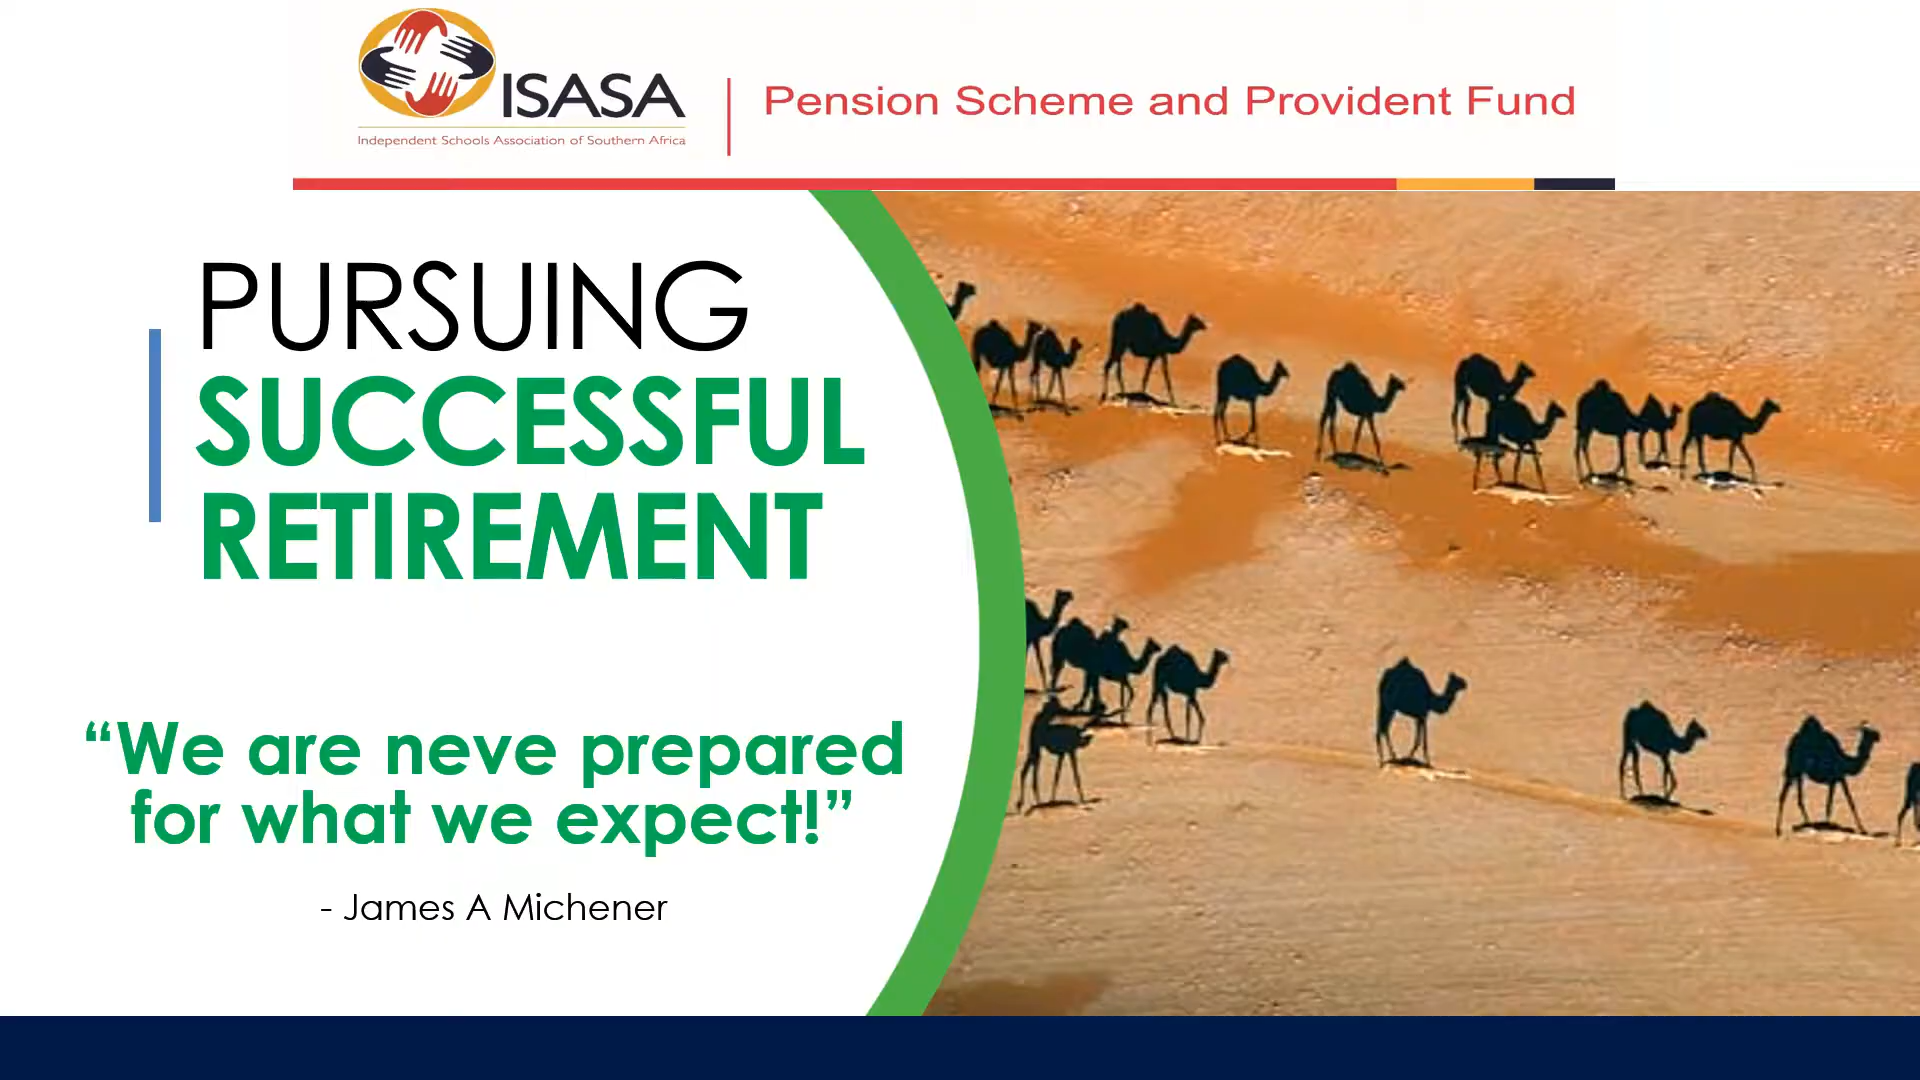 ISASA
Independent Schools Association of Southern Africa
Pension Scheme and Provident Fund
PURSUING
SUCCESSFUL
RETIREMENT
“We are neve prepared
for what we expect!”
- James A Michener